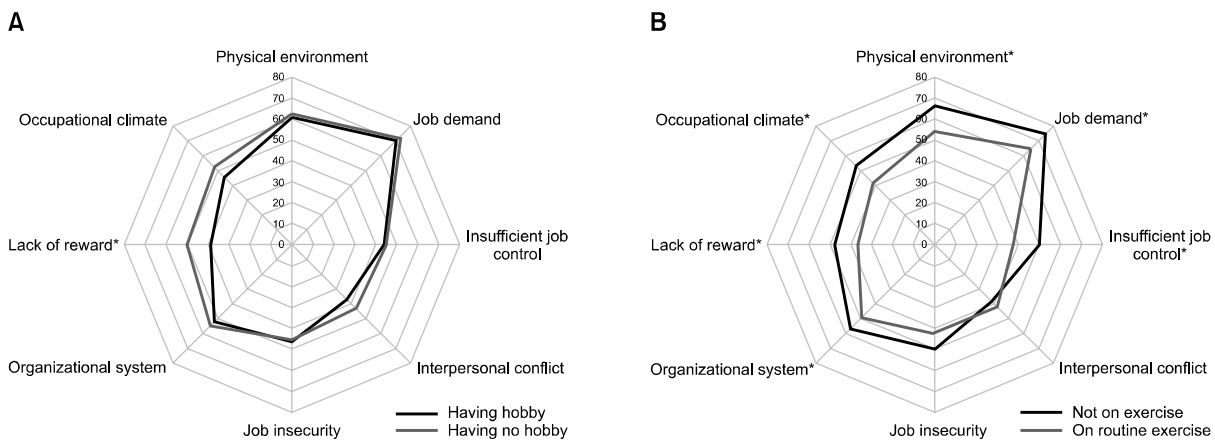 A
Physical environment
80
70
60
50
40
30
20
10
0
Job demand
Insufficient job
control
Interpersonal conflict
Job insecurity
Organizational system
Lack of reward*
Occupational climate
Having hobby
Having no hobby
B
Physical environment*
80
70
60
50
40
30
20
10
0
Job demand*
Insufficient job
control*
Interpersonal conflict
Job insecurity
Organizational system*
Lack of reward*
Occupational climate*
Not on exercise
On routine exercise